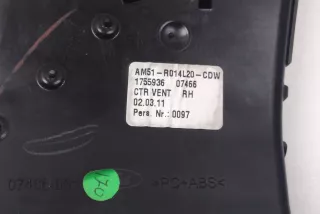 AM51-R014L20-CDW
1755936 07466
CTR VENT RH
02.03.11
Pers. Nr.:0097
>PC+ABS<